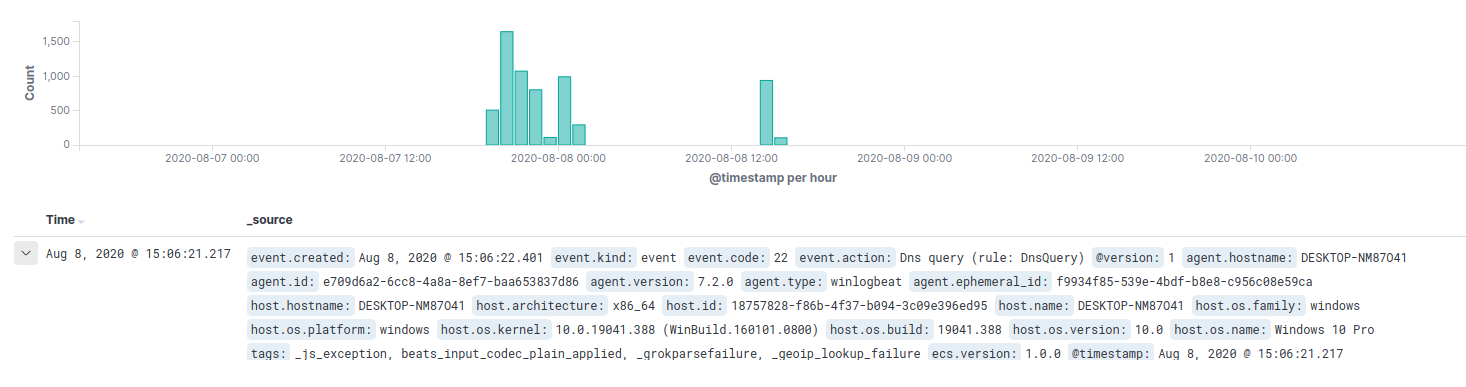 1,500
1,000
500
0
Count
2020-08-07 00:00 2020-08-07 12:00 2020-08-08 00:00 2020-08-08 12:00 2020-08-09 00:00 2020-08-09 12:00 2020-08-10 00:00
@timestamp per hour
Time _source
Aug 8, 2020 @ 15:06:21.217 event.created: Aug 8, 2020 @ 15:06:22.401 event.kind: event event.code: 22 event.action: Dns query (rule: DnsQuery) @version: 1 agent.hostname: DESKTOP-NM87O41
agent.id: e709d6a2-6cc8-4a8a-8ef7-baa653837d86 agent.version: 7.2.0 agent.type: winlogbeat agent.ephemeral_id: f9934f85-539e-4bdf-b8e8-c956c08e59ca
host.hostname: DESKTOP-NM87O41 host.architecture: x86_64 host.id: 18757828-f86b-4f37-b094-3c09e396ed95 host.name: DESKTOP-NM87O41 host.os.family: windows
host.os.platform: windows host.os.kernel: 10.0.19041.388 (WinBuild.160101.0800) host.os.build: 19041.388 host.os.version: 10.0 host.os.name: Windows 10 Pro
tags: _js_exception, beats_input_codec_plain_applied, _grokparsefailure, _geoip_lookup_failure ecs.version: 1.0.0 @timestamp: Aug 8, 2020 @ 15:06:21.217